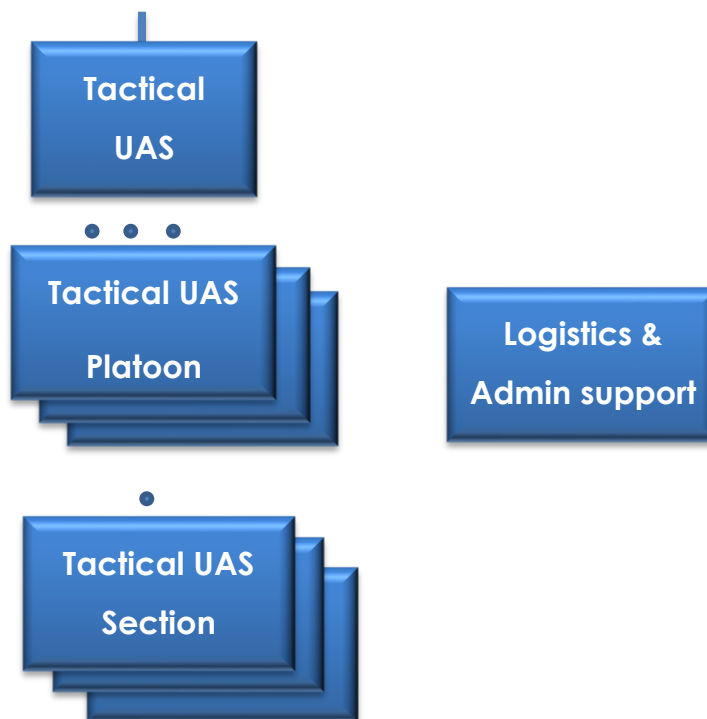 Tactical
UAS
Tactical UAS
Platoon
Logistics &
Admin support
Tactical UAS
Section